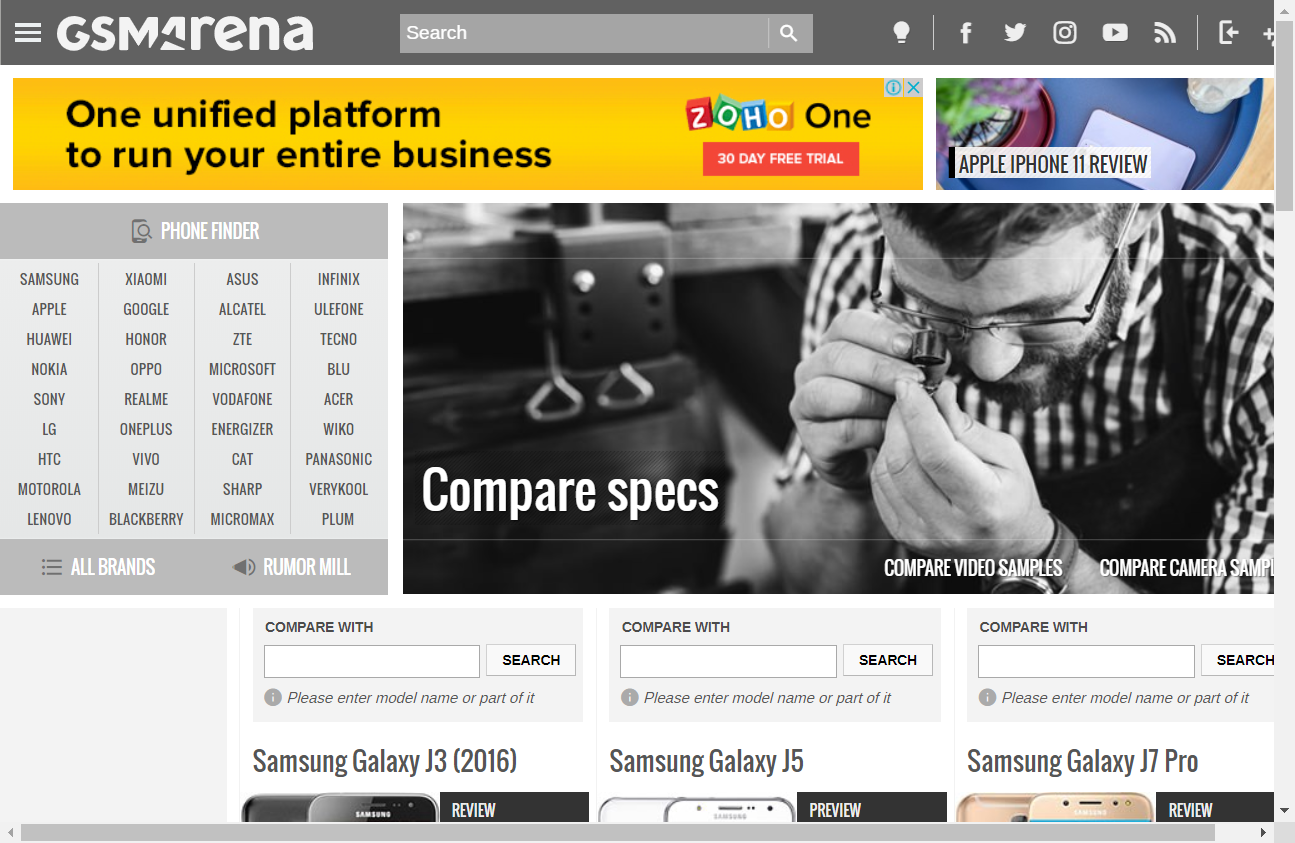 GSMArena
Search
One unified platform
to run your entire business
ZOHO One
30 DAY FREE TRIAL
APPLE IPHONE 11 REVIEW
PHONE FINDER
SAMSUNG XIAOMI ASUS INFINIX
APPLE GOOGLE ALCATEL ULEFONE
HUAWEI HONOR ZTE TECNO
NOKIA OPPO MICROSOFT BLU
SONY REALME VODAFONE ACER
LG ONEPLUS ENERGIZER WIKO
HTC VIVO CAT PANASONIC
MOTOROLA MEIZU SHARP VERYKOOL
LENOVO BLACKBERRY MICROMAX PLUM
ALL BRANDS RUMOR MILL
Compare specs
COMPARE VIDEO SAMPLES COMPARE CAMERA SAMPL
COMPARE WITH COMPARE WITH COMPARE WITH
SEARCH SEARCH SEARCH
Please enter model name or part of it Please enter model name or part of it Please enter model name or part of it
Samsung Galaxy J3 (2016) Samsung Galaxy J5 Samsung Galaxy J7 Pro
SAMSUNG REVIEW SAMSUNG PREVIEW SAMSUNG REVIEW